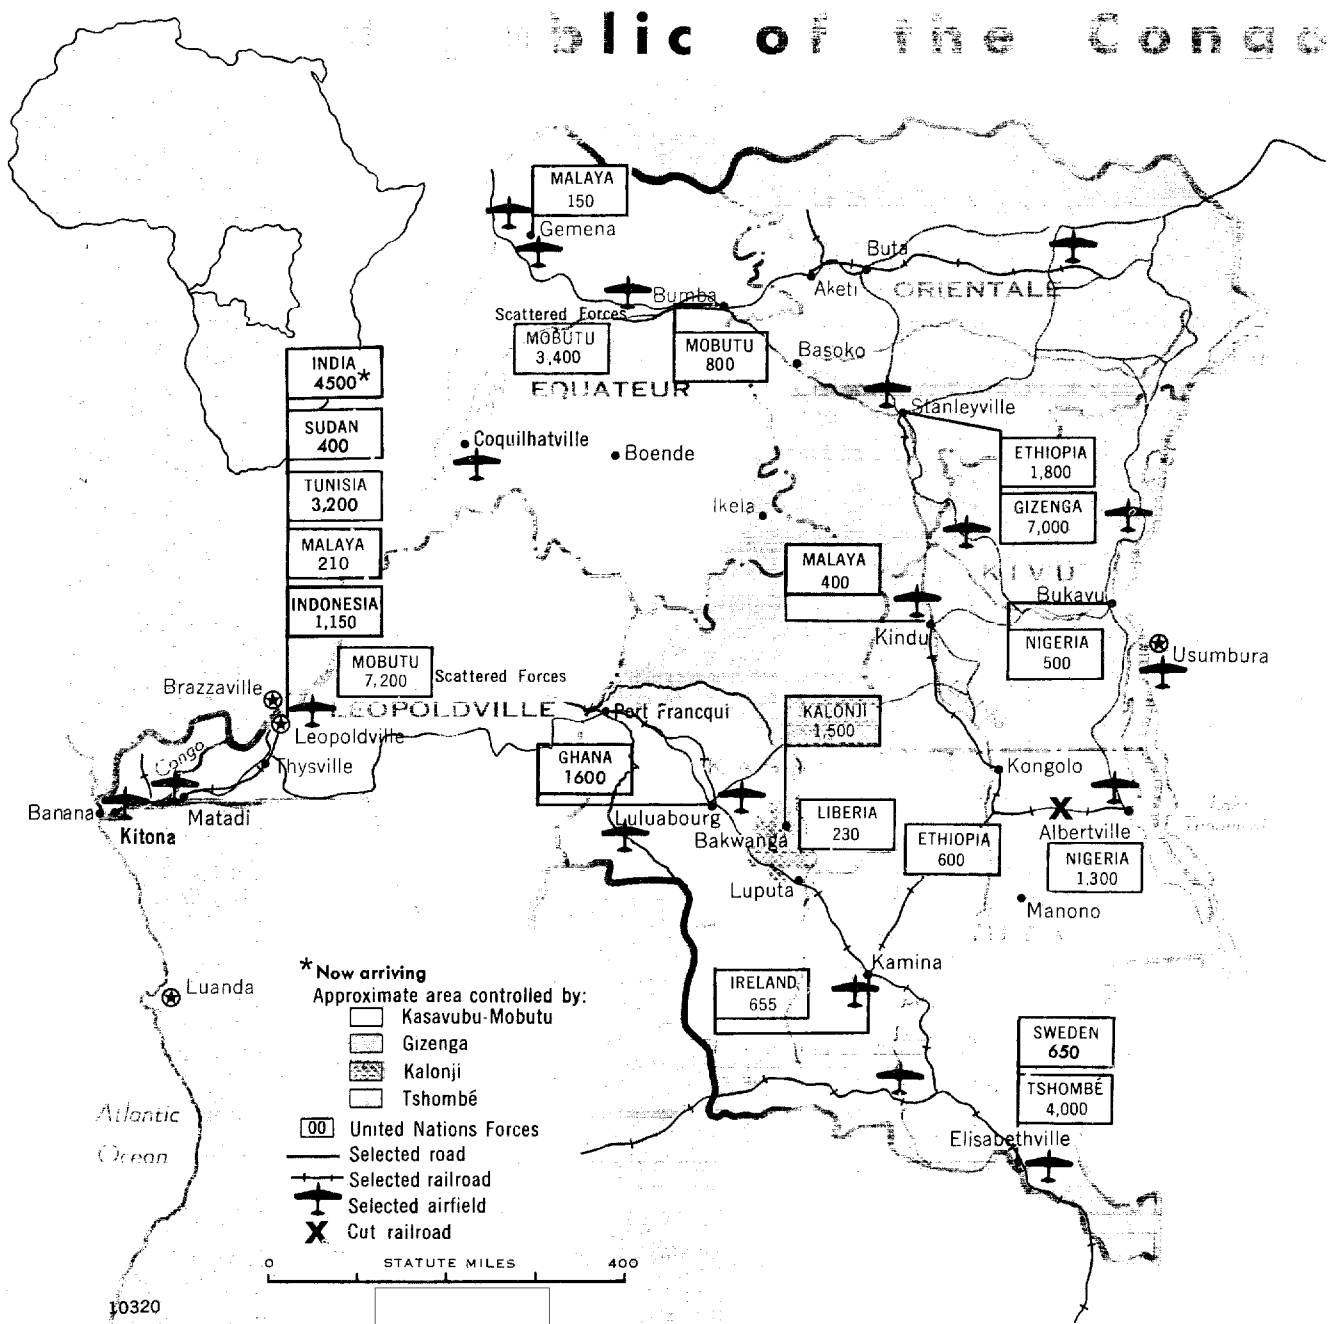 blic of the Congo
MALAYA
150
Gemena
Buta
Aketi
ORIENTALE
Bumba
Scattered Forces
MOBUTU
3,400
MOBUTU
800
Basoko
EQUATEUR
INDIA
4500*
Stanleyville
SUDAN
400
Coquilhatville
Boende
ETHIOPIA
1,800
TUNISIA
3,200
Ikela
GIZENGA
7,000
MALAYA
210
MALAYA
400
KIVU
Bukavu
INDONESIA
1,150
Kindu
NIGERIA
500
Usumbura
MOBUTU
7,200
Scattered Forces
Brazzaville
LEOPOLDVILLE
Port Francqui
KALONJI
1,500
Leopoldville
Congo
Thysville
GHANA
1600
Kongolo
Banana
Matadi
Kitona
Luluabourg
Bakwanga
LIBERIA
230
ETHIOPIA
600
Albertville
Lake
NIGERIA
1,300
Luputa
Manono
Kamina
IRELAND
655
Luanda
*Now arriving
Approximate area controlled by:
Kasavubu-Mobutu
Gizenga
Kalonji
Tshombé
00 United Nations Forces
Selected road
Selected railroad
Selected airfield
X Cut railroad
SWEDEN
650
TSHOMBÉ
4,000
Elisabethville
Atlantic
Ocean
0 STATUTE MILES 400
10320